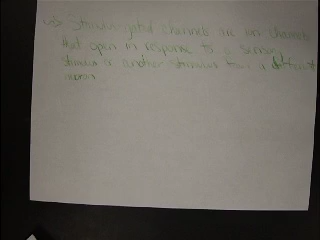 → Stimulus-gated channels are ion channels
that open in response to a sensory
stimulus or another stimulus from a different
neuron